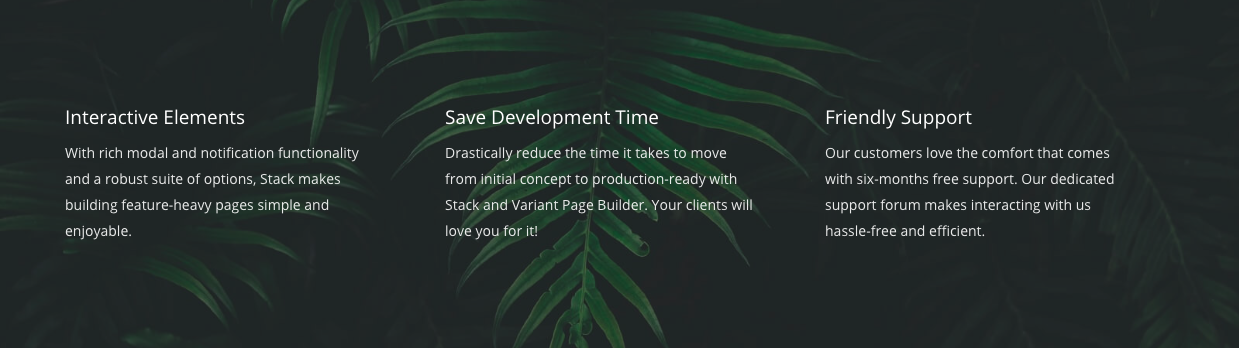 Interactive Elements
With rich modal and notification functionality
and a robust suite of options, Stack makes
building feature-heavy pages simple and
enjoyable.
Save Development Time
Drastically reduce the time it takes to move
from initial concept to production-ready with
Stack and Variant Page Builder. Your clients will
love you for it!
Friendly Support
Our customers love the comfort that comes
with six-months free support. Our dedicated
support forum makes interacting with us
hassle-free and efficient.